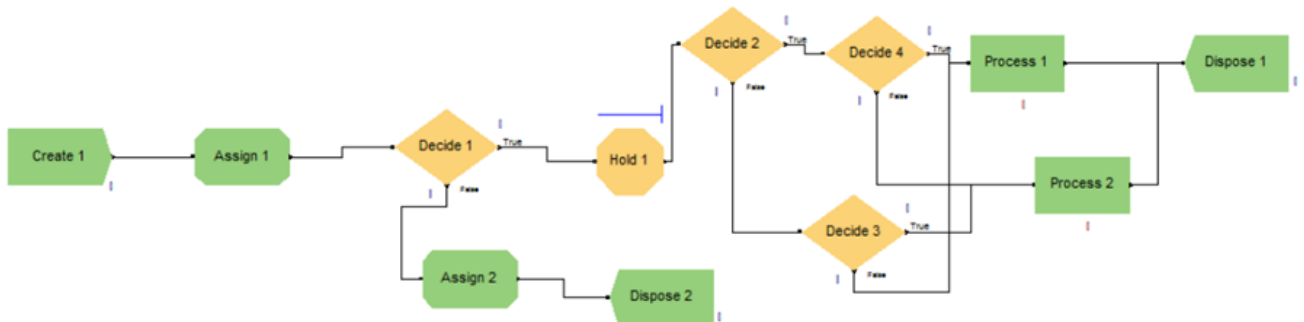 Create 1
Assign 1
Decide 1
True
False
Assign 2
Dispose 2
Hold 1
Decide 2
True
False
Decide 4
True
False
Decide 3
True
False
Process 1
Process 2
Dispose 1